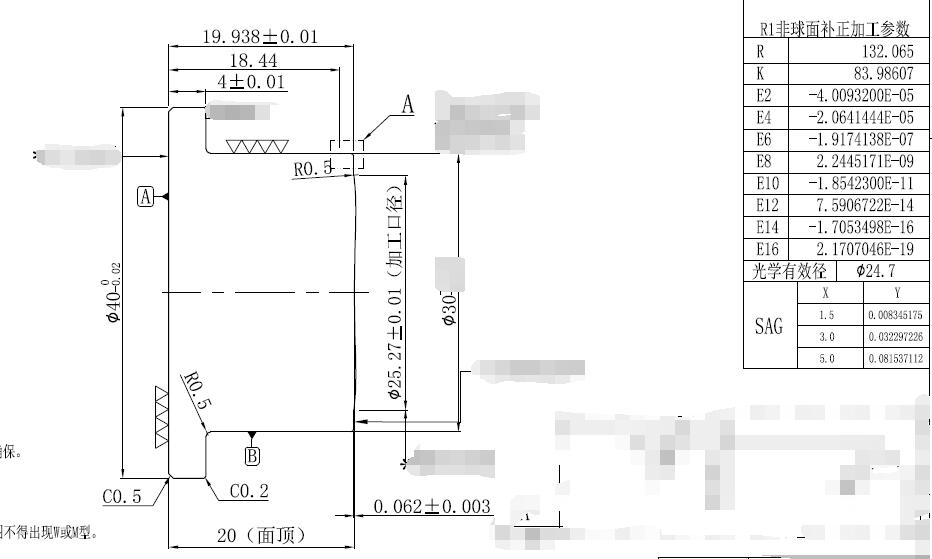 19.938±0.01
18.44
4±0.01
A
R0.5
A
ϕ40 0 -0.02
ϕ25.27±0.01（加工口径）
ϕ30
R0.5
B
C0.5
C0.2
0.062±0.003
20（面顶）
保。
不得出现W或M型。
R1非球面补正加工参数
R 132.065
K 83.98607
E2 -4.0093200E-05
E4 -2.0641444E-05
E6 -1.9174138E-07
E8 2.2445171E-09
E10 -1.8542300E-11
E12 7.5906722E-14
E14 -1.7053498E-16
E16 2.1707046E-19
光学有效径 ϕ24.7
SAG
X Y
1.5 0.008345175
3.0 0.032297226
5.0 0.081537112